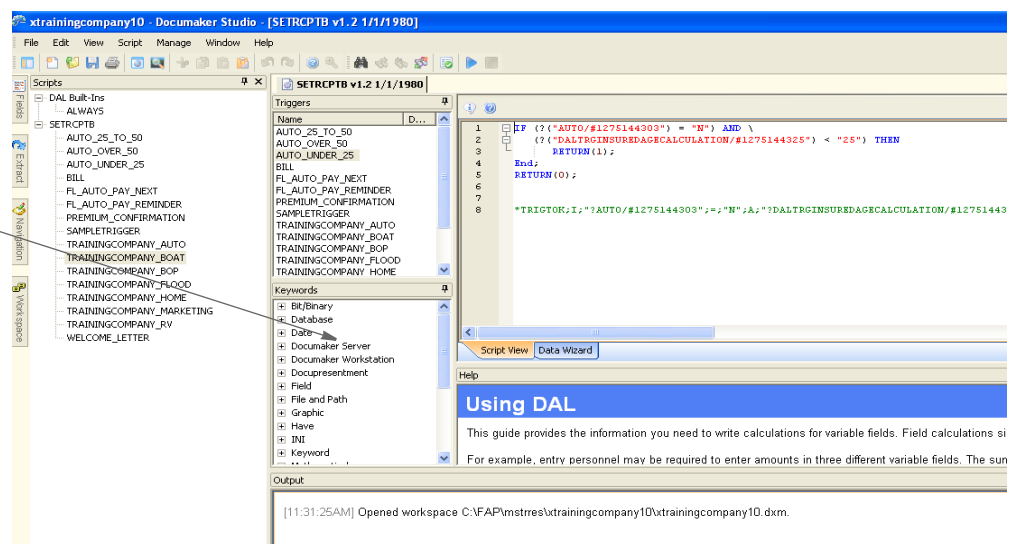 xtrainingcompany10 - Documaker Studio - [SETRCPTB v1.2 1/1/1980]
File Edit View Script Manage Window Help
Scripts
SETRCPTB v1.2 1/1/1980
Fields
Extract
Navigation
Workspace
DAL Built-Ins
ALWAYS
SETRCPTB
AUTO_25_TO_50
AUTO_OVER_50
AUTO_UNDER_25
BILL
FL_AUTO_PAY_NEXT
FL_AUTO_PAY_REMINDER
PREMIUM_CONFIRMATION
SAMPLETRIGGER
TRAININGCOMPANY_AUTO
TRAININGCOMPANY_BOAT
TRAININGCOMPANY_BOP
TRAININGCOMPANY_FLOOD
TRAININGCOMPANY_HOME
TRAININGCOMPANY_MARKETING
TRAININGCOMPANY_RV
WELCOME_LETTER
Triggers
Name D...
AUTO_25_TO_50
AUTO_OVER_50
AUTO_UNDER_25
BILL
FL_AUTO_PAY_NEXT
FL_AUTO_PAY_REMINDER
PREMIUM_CONFIRMATION
SAMPLETRIGGER
TRAININGCOMPANY_AUTO
TRAININGCOMPANY_BOAT
TRAININGCOMPANY_BOP
TRAININGCOMPANY_FLOOD
TRAININGCOMPANY_HOME
Keywords
Bit/Binary
Database
Date
Documaker Server
Documaker Workstation
Docupresentment
Field
File and Path
Graphic
Have
INI
Keyword
1 IF (?("AUTO/#1275144303") = "N") AND \
2 (?("DALTRGINSUREDAGECALCULATION/#1275144325") < "25") THEN
3 RETURN(1);
4 End;
5 RETURN(0);
6
7
8 *TRIGTOK;I;"?AUTO/#1275144303";=;"N";A;"?DALTRGINSUREDAGECALCULATION/#12751443
Script View Data Wizard
Help
Using DAL
This guide provides the information you need to write calculations for variable fields. Field calculations si
For example, entry personnel may be required to enter amounts in three different variable fields. The sun
Output
[11:31:25AM] Opened workspace C:\FAP\mstrres\xtrainingcompany10\xtrainingcompany10.dxm.